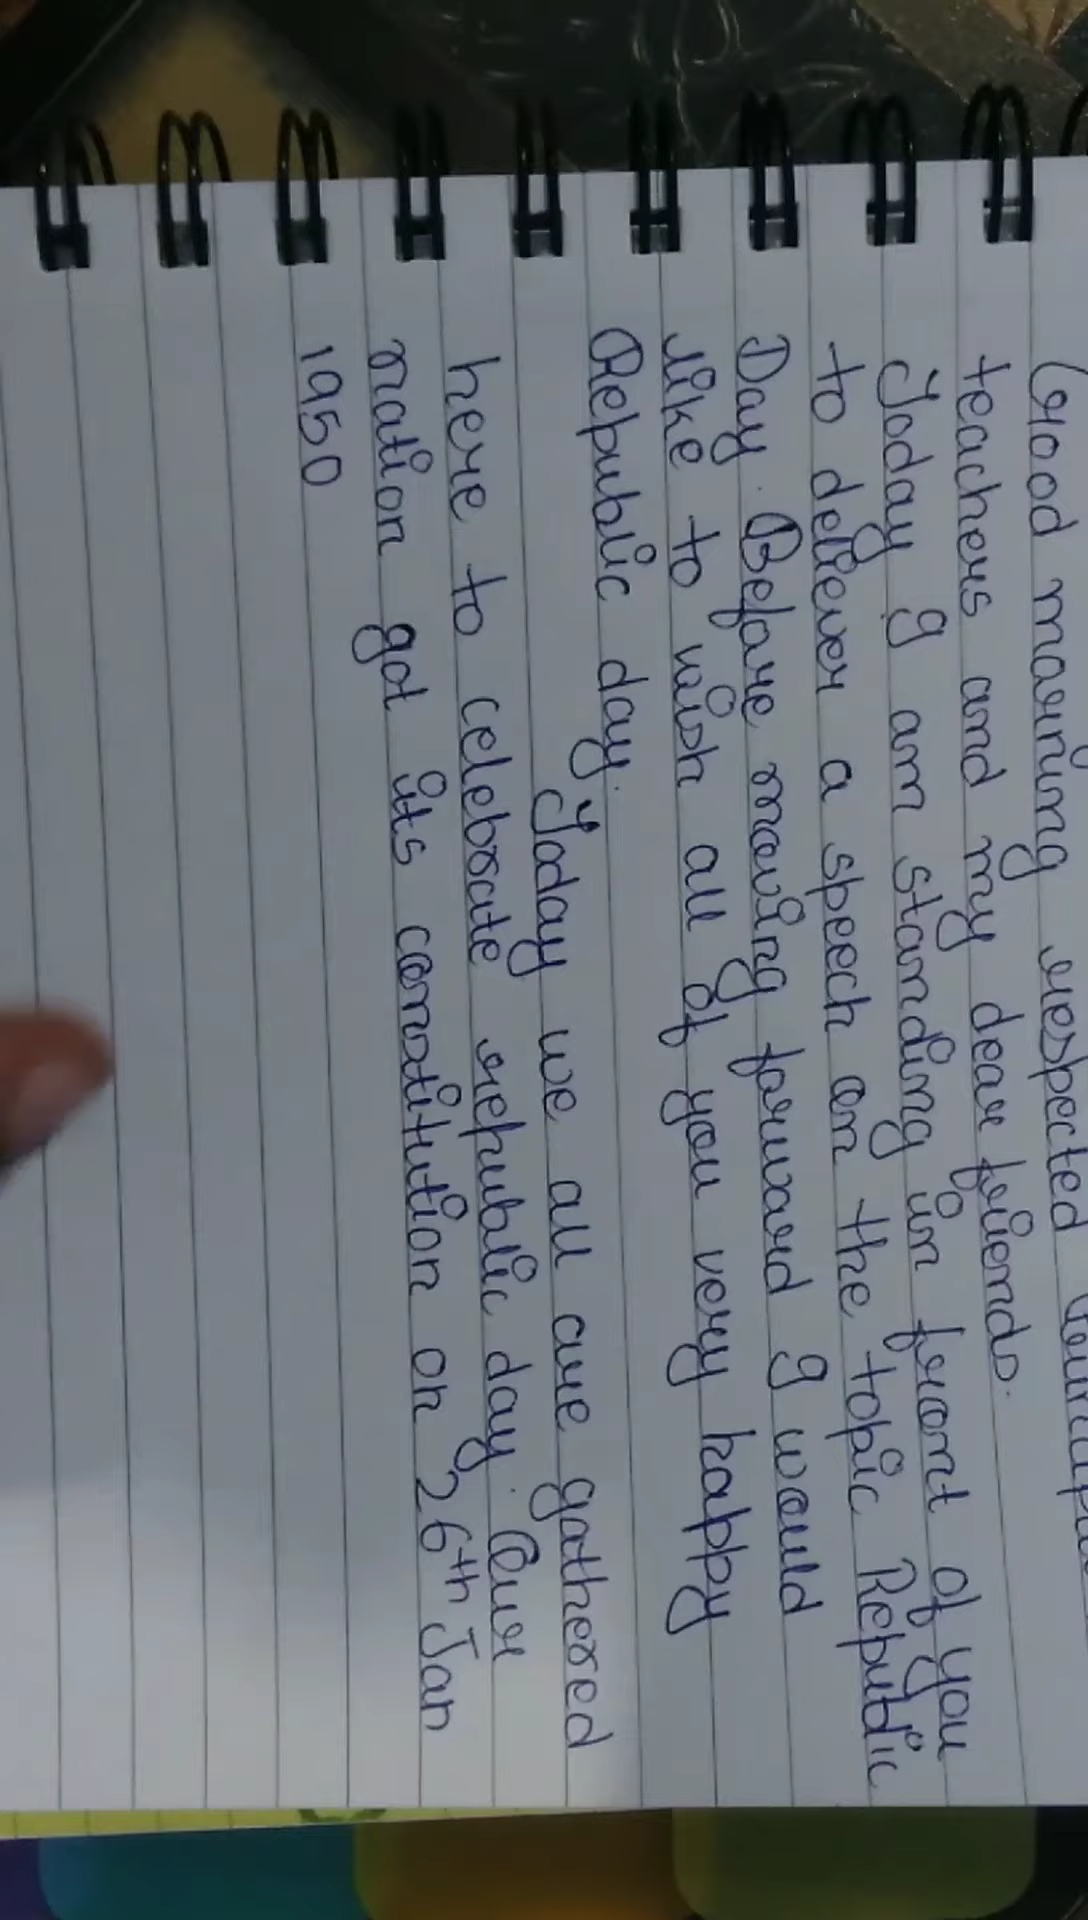 Good morning respected
teachers and my dear friends.
Today I am standing in front of you
to deliever a speech on the topic Republic
Day. Before moving forward I would
like to wish all of you very happy
Republic day.
Today we all are gathered
here to celebrate republic day. Our
nation got its constitution on 26th Jan
1950